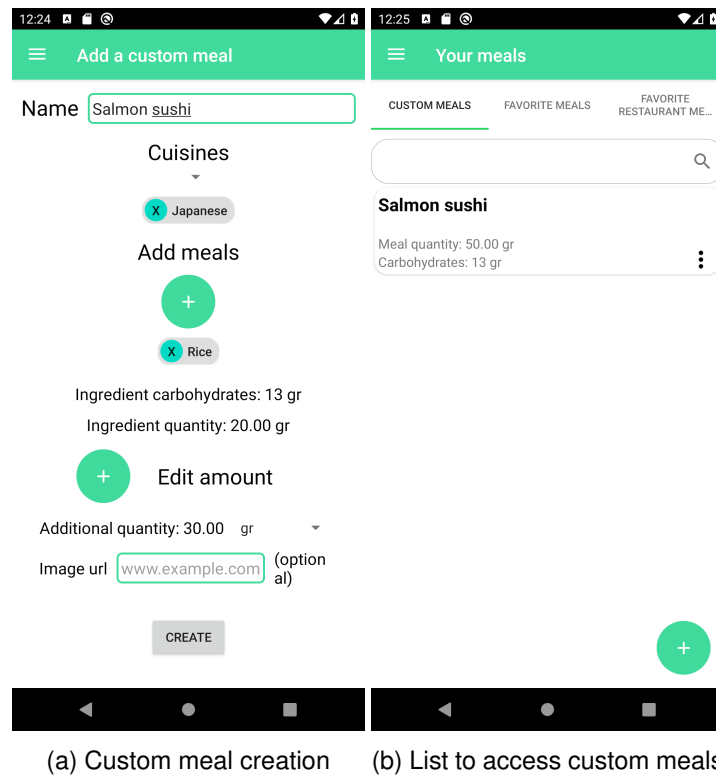 12:24
Add a custom meal
Name Salmon sushi
Cuisines
X Japanese
Add meals
+
X Rice
Ingredient carbohydrates: 13 gr
Ingredient quantity: 20.00 gr
+ Edit amount
Additional quantity: 30.00 gr
Image url www.example.com (option
al)
CREATE
(a) Custom meal creation
12:25
Your meals
CUSTOM MEALS FAVORITE MEALS FAVORITE
RESTAURANT ME...
Salmon sushi
Meal quantity: 50.00 gr
Carbohydrates: 13 gr
+
(b) List to access custom meals